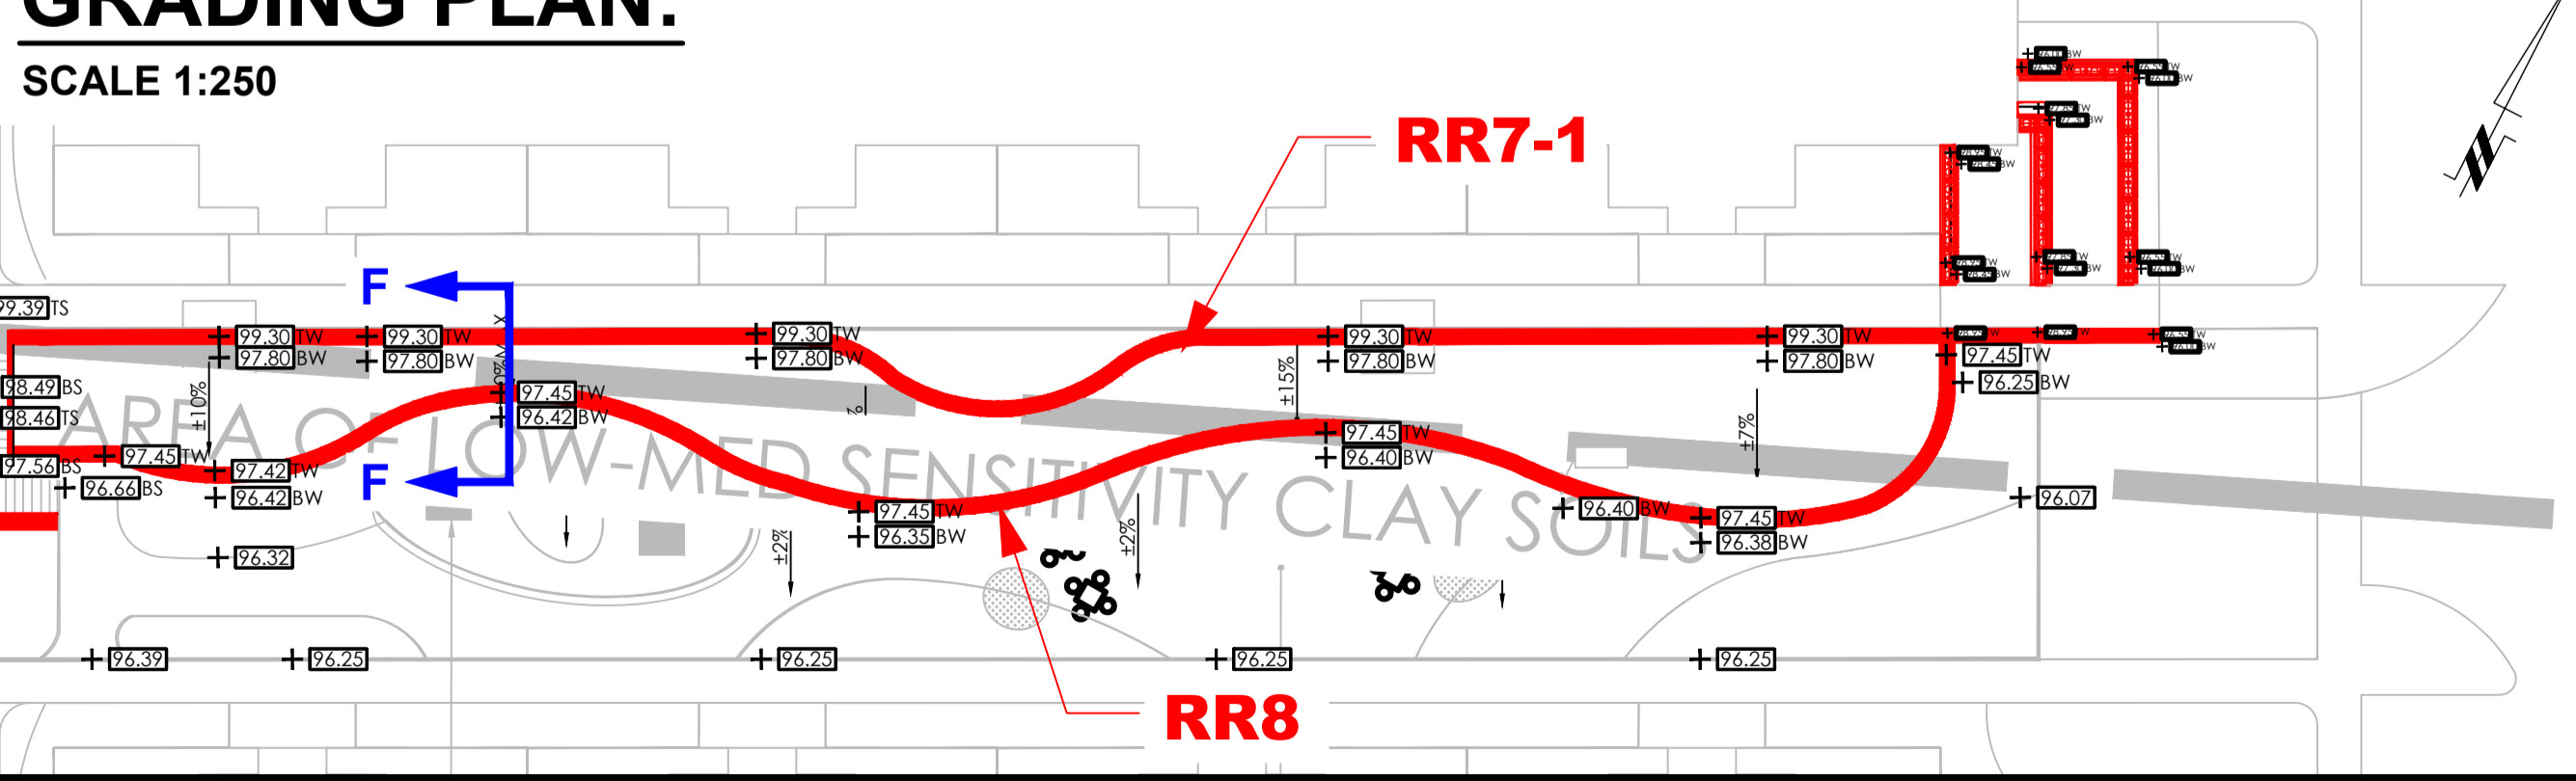 GRADING PLAN:
SCALE 1:250
RR7-1
F
99.39 TS
99.30 TW
97.80 BW
99.30 TW
97.80 BW
99.30 TW
97.80 BW
99.30 TW
97.80 BW
99.30 TW
97.80 BW
97.45 TW
96.25 BW
98.49 BS
98.46 TS
±10%
97.45 TW
96.42 BW
±15%
±7%
AREA OF LOW-MED SENSITIVITY CLAY SOILS
97.56 BS
97.45 TW
96.66 BS
97.42 TW
96.42 BW
F
97.45 TW
96.35 BW
97.45 TW
96.40 BW
96.40 BW
97.45 TW
96.38 BW
96.07
96.32
±2%
±2%
96.39
96.25
96.25
96.25
96.25
RR8